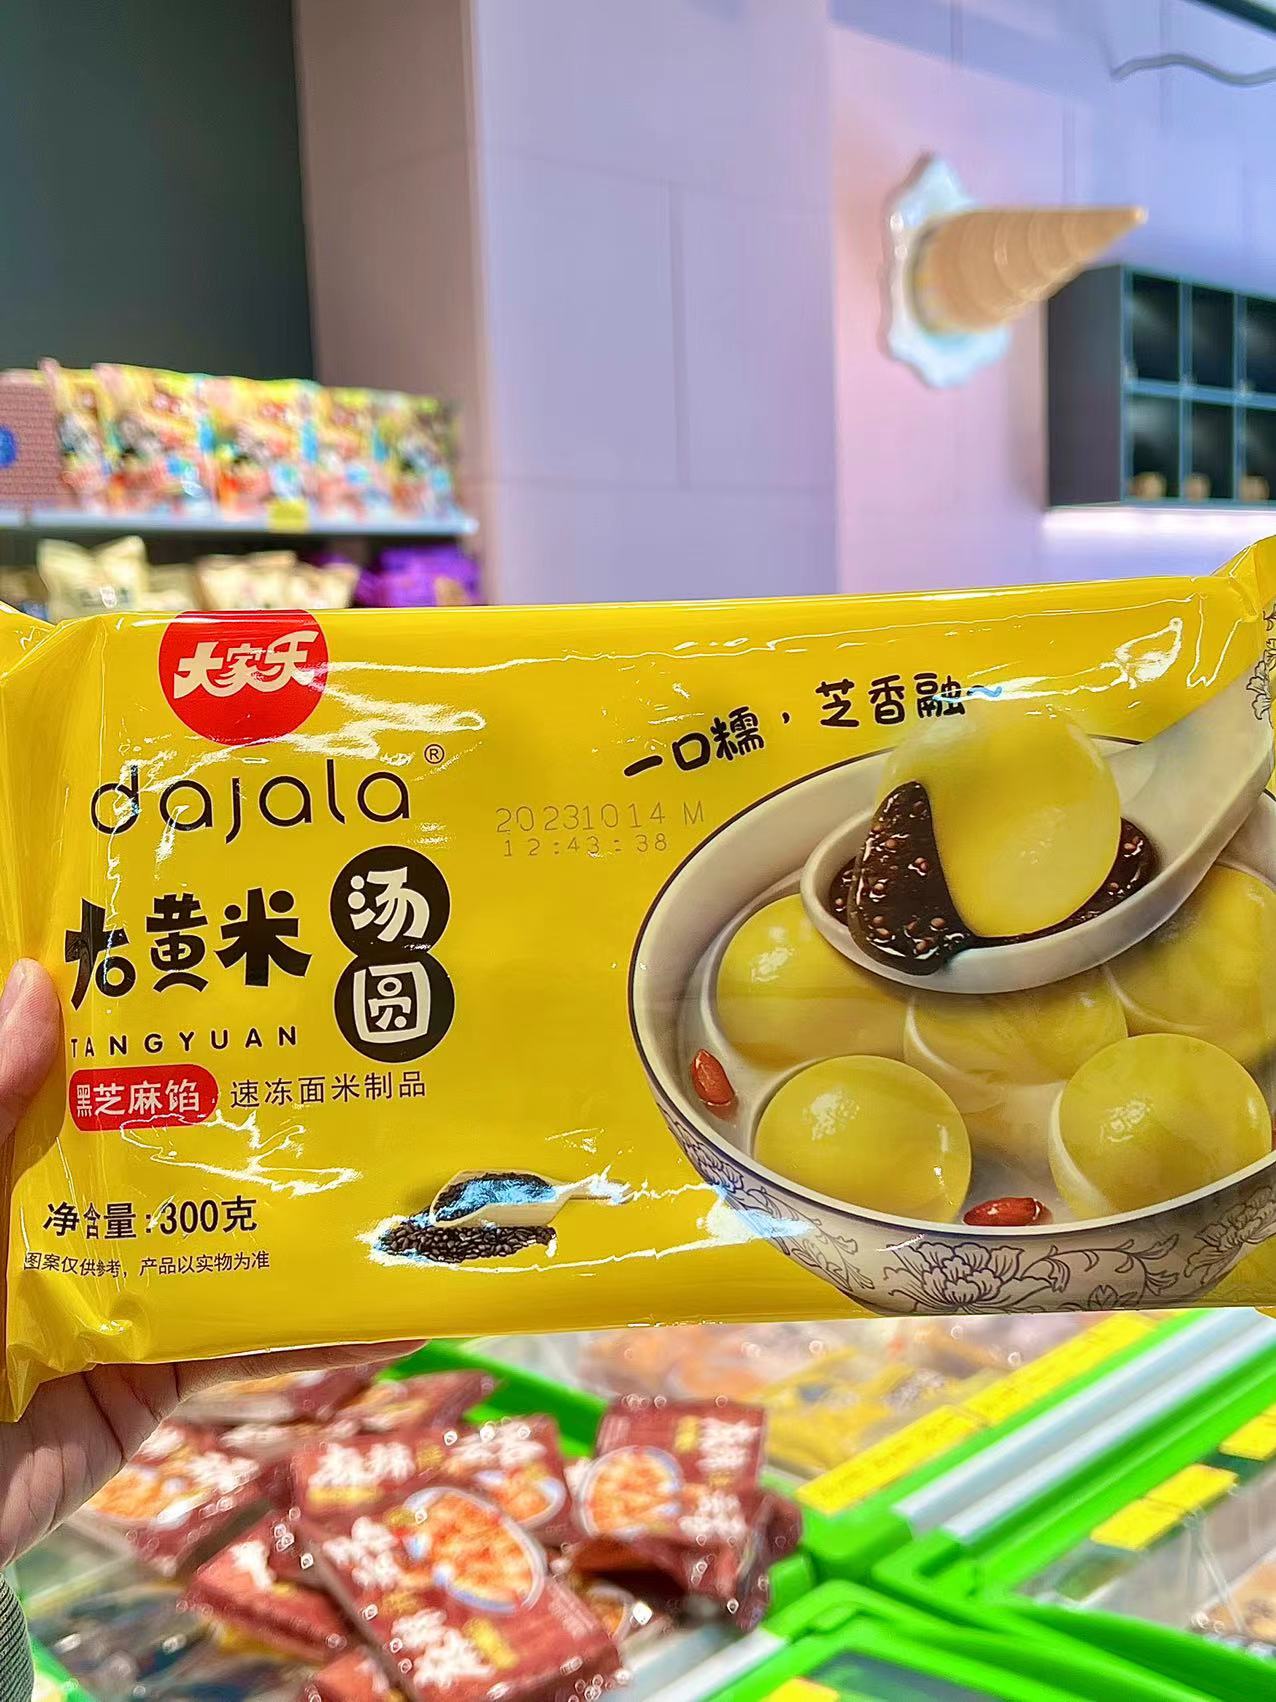 大家乐
dajala®
一口糯，芝香融~
20231014 M
12:43:38
大黄米
汤圆
TANGYUAN
黑芝麻馅 速冻面米制品
净含量:300克
图案仅供参考，产品以实物为准